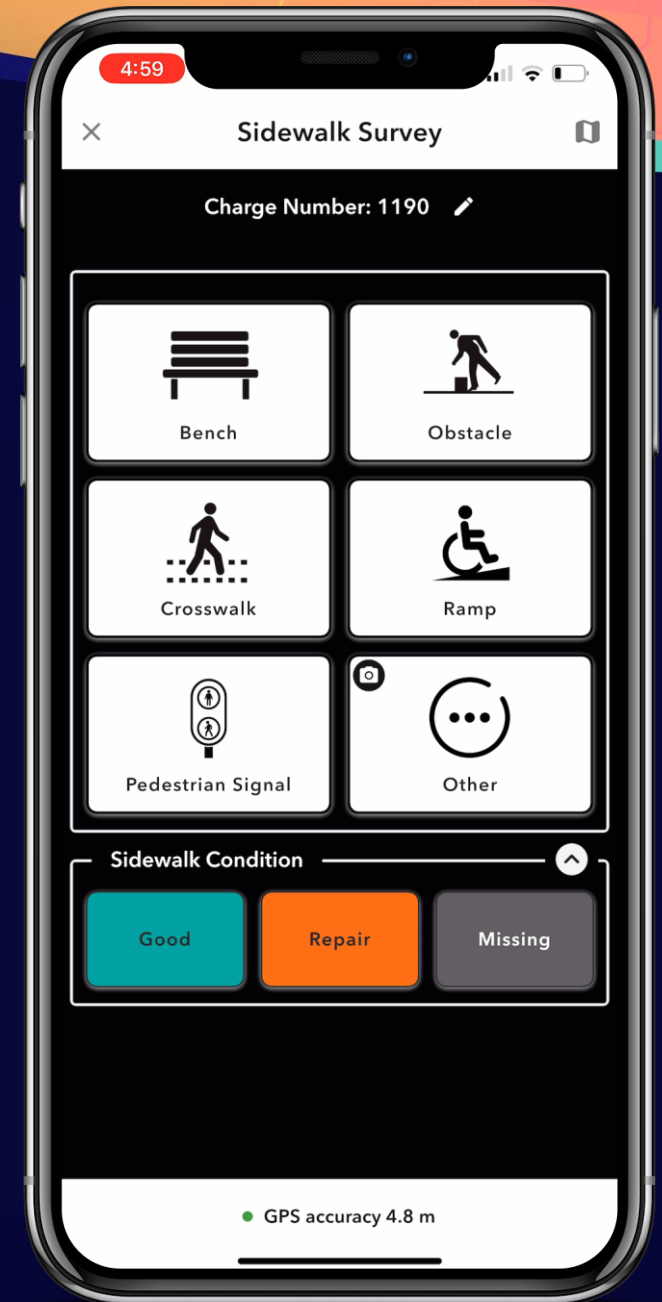 4:59
Sidewalk Survey
Charge Number: 1190
Bench
Obstacle
Crosswalk
Ramp
Pedestrian Signal
Other
Sidewalk Condition
Good
Repair
Missing
GPS accuracy 4.8 m